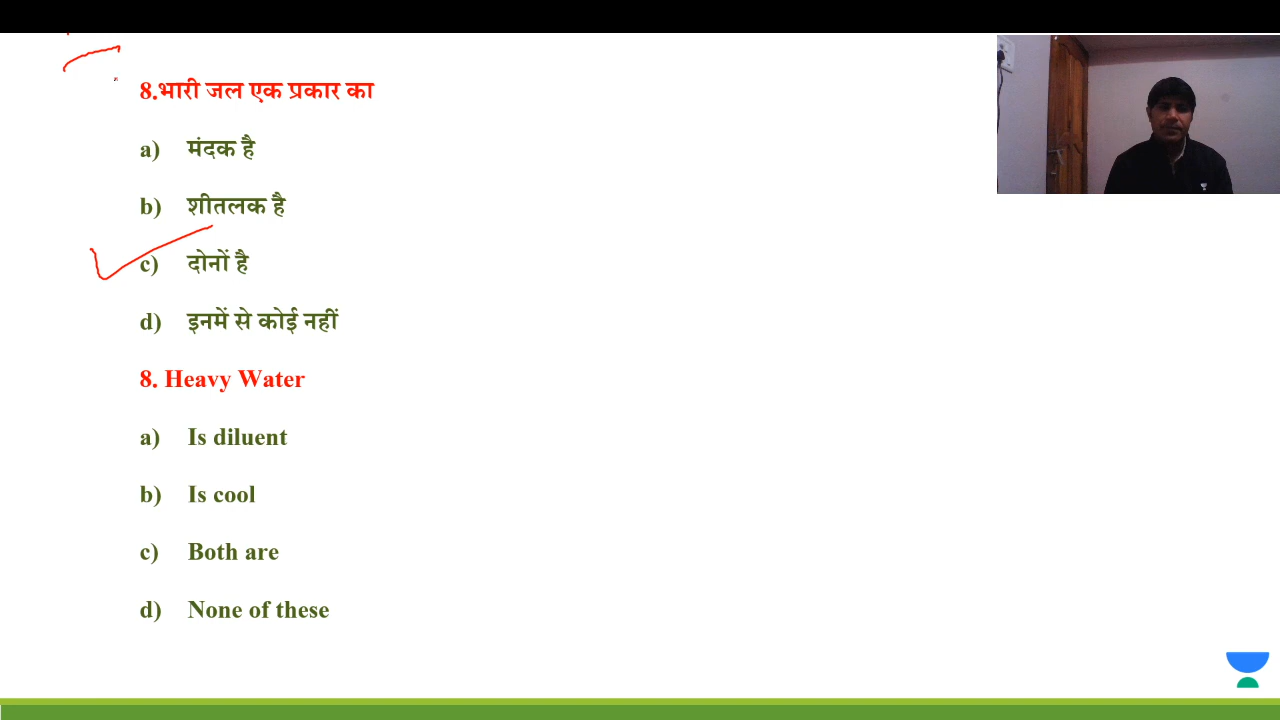 8.भारी जल एक प्रकार का
a) मंदक है
b) शीतलक है
c) दोनों है
d) इनमें से कोई नहीं
8. Heavy Water
a) Is diluent
b) Is cool
c) Both are
d) None of these